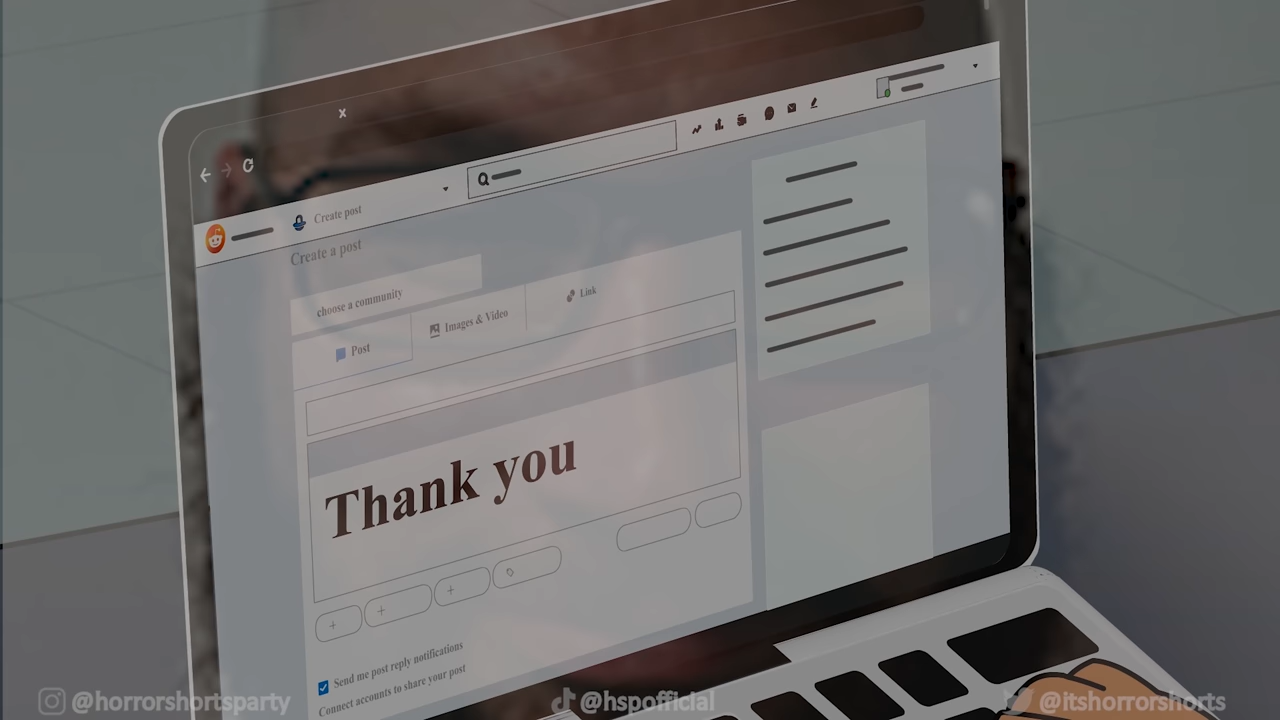 x
Create post
Create a post
choose a community
Post
Images & Video
Link
Thank you
Send me post reply notifications
Connect accounts to share your post
@horrorshortsparty
@hspofficial
@itshorrorshorts